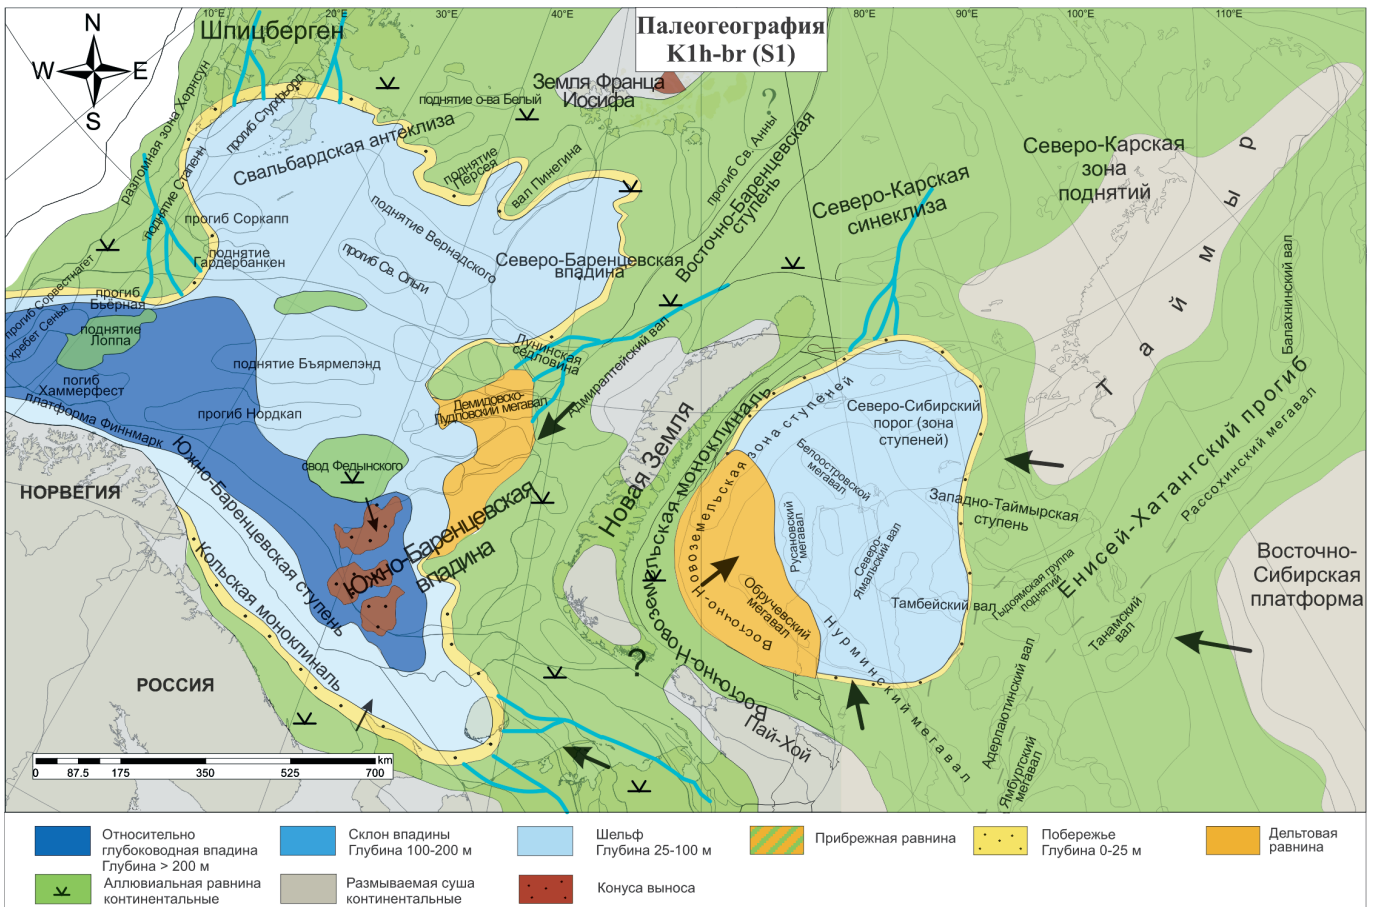 10°E
20°E
30°E
40°E
80°E
90°E
100°E
110°E
Палеогеография
K1h-br (S1)
N
W
E
S
Шпицберген
Земля Франца
Иосифа
?
разломная зона Хорнсун
прогиб Стурфьорд
поднятие о-ва Белый
Свальбардская антеклиза
поднятие
Персея
вал Пинегина
прогиб Св. Анны
Восточно-Баренцевская
ступень
Северо-Карская
синеклиза
Северо-Карская
зона
поднятий
Таймыр
поднятие Стапенн
прогиб Соркапп
поднятие
Гардербанкен
поднятие Вернадского
прогиб Св. Ольги
Северо-Баренцевская
впадина
прогиб Сорвестнагет
хребет Сенья
прогиб
Бьёрная
поднятие
Лоппа
погиб
Хаммерфест
платформа Финнмарк
поднятие Бъярмелэнд
прогиб Нордкап
Лунинская
седловина
Адмиралтейский вал
Демидовско-
Лудловский мегавал
свод Федынского
Южно-Баренцевская
впадина
Южно-Баренцевская ступень
Кольская моноклиналь
НОРВЕГИЯ
РОССИЯ
Новая Земля
Восточно-Новоземельская моноклиналь
Восточно-Новоземельская зона ступеней
Северо-Сибирский
порог (зона
ступеней)
Белоостровской
мегавал
Русановский
мегавал
Северо-
Ямальский вал
Обручевский
мегавал
Тамбейский вал
Нурминский мегавал
Западно-Таймырская
ступень
Енисей-Хатангский прогиб
Рассохинский мегавал
Балахнинский вал
Гыдоямская группа
поднятий
Танамский
вал
Адерпаютинский вал
Ямбургский
мегавал
Восточно-
Сибирская
платформа
?
Пай-Хой
km
0
87.5
175
350
525
700
Относительно
глубоководная впадина
Глубина > 200 м
Склон впадины
Глубина 100-200 м
Шельф
Глубина 25-100 м
Прибрежная равнина
Побережье
Глубина 0-25 м
Дельтовая
равнина
Аллювиальная равнина
континентальные
Размываемая суша
континентальные
Конуса выноса